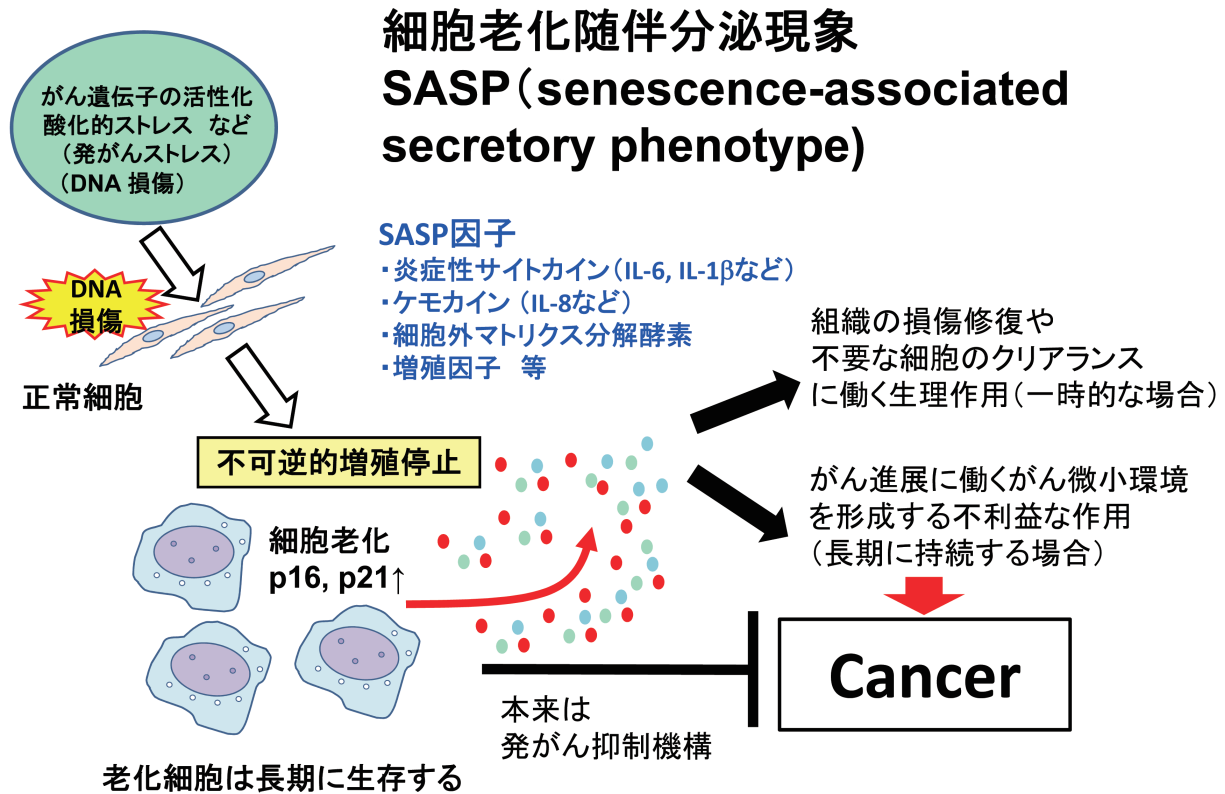 細胞老化随伴分泌現象
SASP（senescence-associated
secretory phenotype)
がん遺伝子の活性化
酸化的ストレス など
（発がんストレス）
（DNA 損傷）
DNA
損傷
正常細胞
SASP因子
・炎症性サイトカイン（IL-6, IL-1βなど）
・ケモカイン （IL-8など）
・細胞外マトリクス分解酵素
・増殖因子 等
不可逆的増殖停止
細胞老化
p16, p21↑
老化細胞は長期に生存する
組織の損傷修復や
不要な細胞のクリアランス
に働く生理作用（一時的な場合）
がん進展に働くがん微小環境
を形成する不利益な作用
（長期に持続する場合）
Cancer
本来は
発がん抑制機構